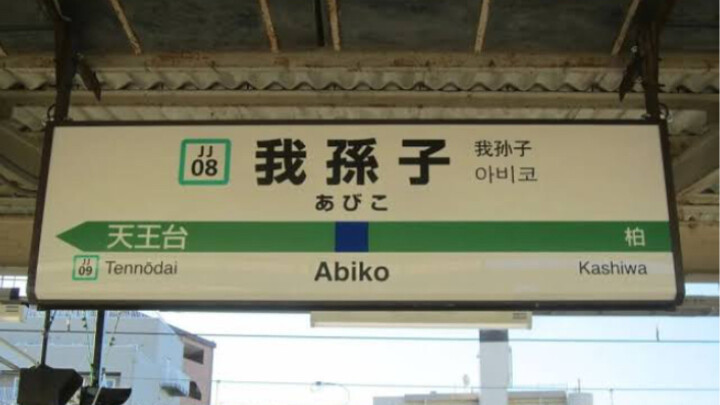 JJ
08
我孫子
我孙子
아비코
あびこ
天王台 柏
JJ
09
Tennōdai Abiko Kashiwa